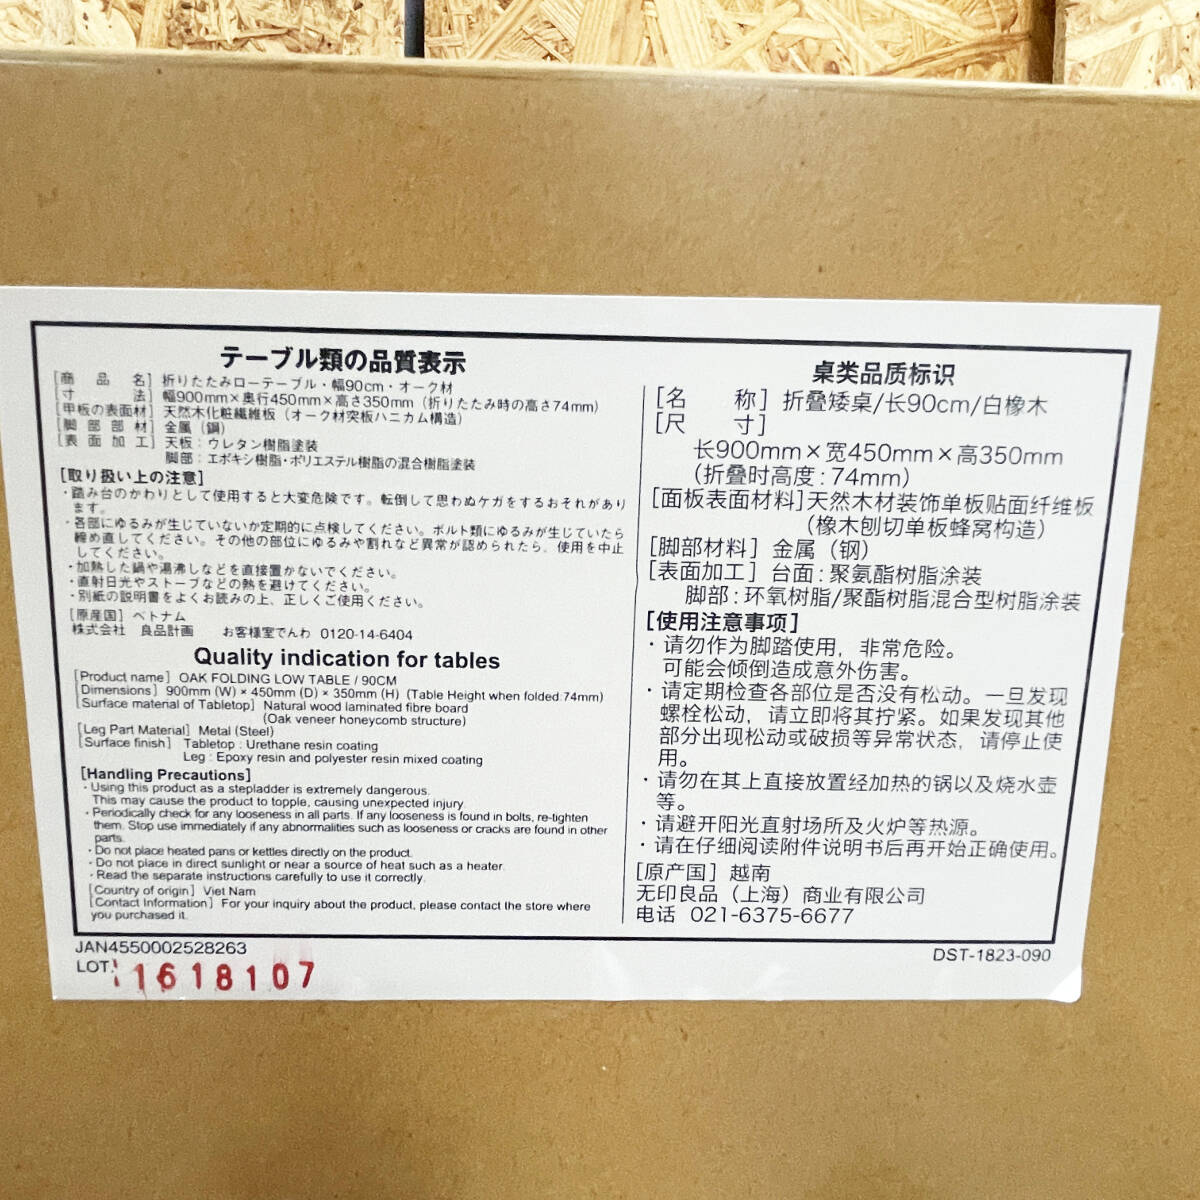 テーブル類の品質表示
[商品名] 折りたたみローテーブル・幅90cm・オーク材
[寸法] 幅900mm×奥行450mm×高さ350mm (折りたたみ時の高さ74mm)
[甲板の表面材] 天然木化粧繊維板 (オーク材突板ハニカム構造)
[脚部部材] 金属 (鋼)
[表面加工] 天板: ウレタン樹脂塗装
脚部: エポキシ樹脂・ポリエステル樹脂の混合樹脂塗装
[取り扱い上の注意]
・踏み台のかわりとして使用すると大変危険です。転倒して思わぬケガをするおそれがあり
ます。
・各部にゆるみが生じていないか定期的に点検してください。ボルト類にゆるみが生じていたら
締め直してください。その他の部位にゆるみや割れなど異常が認められたら、使用を中止
してください。
・加熱した鍋や湯沸しなどを直接置かないでください。
・直射日光やストーブなどの熱を避けてください。
・別紙の説明書をよくお読みの上、正しくご使用ください。
[原産国] ベトナム
株式会社 良品計画 お客様室でんわ 0120-14-6404
Quality indication for tables
[Product name] OAK FOLDING LOW TABLE / 90CM
[Dimensions] 900mm (W) × 450mm (D) × 350mm (H) (Table Height when folded:74mm)
[Surface material of Tabletop] Natural wood laminated fibre board
(Oak veneer honeycomb structure)
[Leg Part Material] Metal (Steel)
[Surface finish] Tabletop : Urethane resin coating
Leg : Epoxy resin and polyester resin mixed coating
[Handling Precautions]
・Using this product as a stepladder is extremely dangerous.
This may cause the product to topple, causing unexpected injury.
・Periodically check for any looseness in all parts. If any looseness is found in bolts, re-tighten
them. Stop use immediately if any abnormalities such as looseness or cracks are found in other
parts.
・Do not place heated pans or kettles directly on the product.
・Do not place in direct sunlight or near a source of heat such as a heater.
・Read the separate instructions carefully to use it correctly.
[Country of origin] Viet Nam
[Contact Information] For your inquiry about the product, please contact the store where
you purchased it.
桌类品质标识
[名称] 折叠矮桌/长90cm/白橡木
[尺寸]
长900mm×宽450mm×高350mm
(折叠时高度:74mm)
[面板表面材料]天然木材装饰单板贴面纤维板
(橡木刨切单板蜂窝构造)
[脚部材料] 金属 (钢)
[表面加工] 台面:聚氨酯树脂涂装
脚部:环氧树脂/聚酯树脂混合型树脂涂装
[使用注意事项]
・请勿作为脚踏使用，非常危险。
可能会倾倒造成意外伤害。
・请定期检查各部位是否没有松动。一旦发现
螺栓松动，请立即将其拧紧。如果发现其他
部分出现松动或破损等异常状态，请停止使
用。
・请勿在其上直接放置经加热的锅以及烧水壶
等。
・请避开阳光直射场所及火炉等热源。
・请在仔细阅读附件说明书后再开始正确使用。
[原产国] 越南
无印良品 (上海) 商业有限公司
电话 021-6375-6677
JAN4550002528263
LOT. 11618107
DST-1823-090